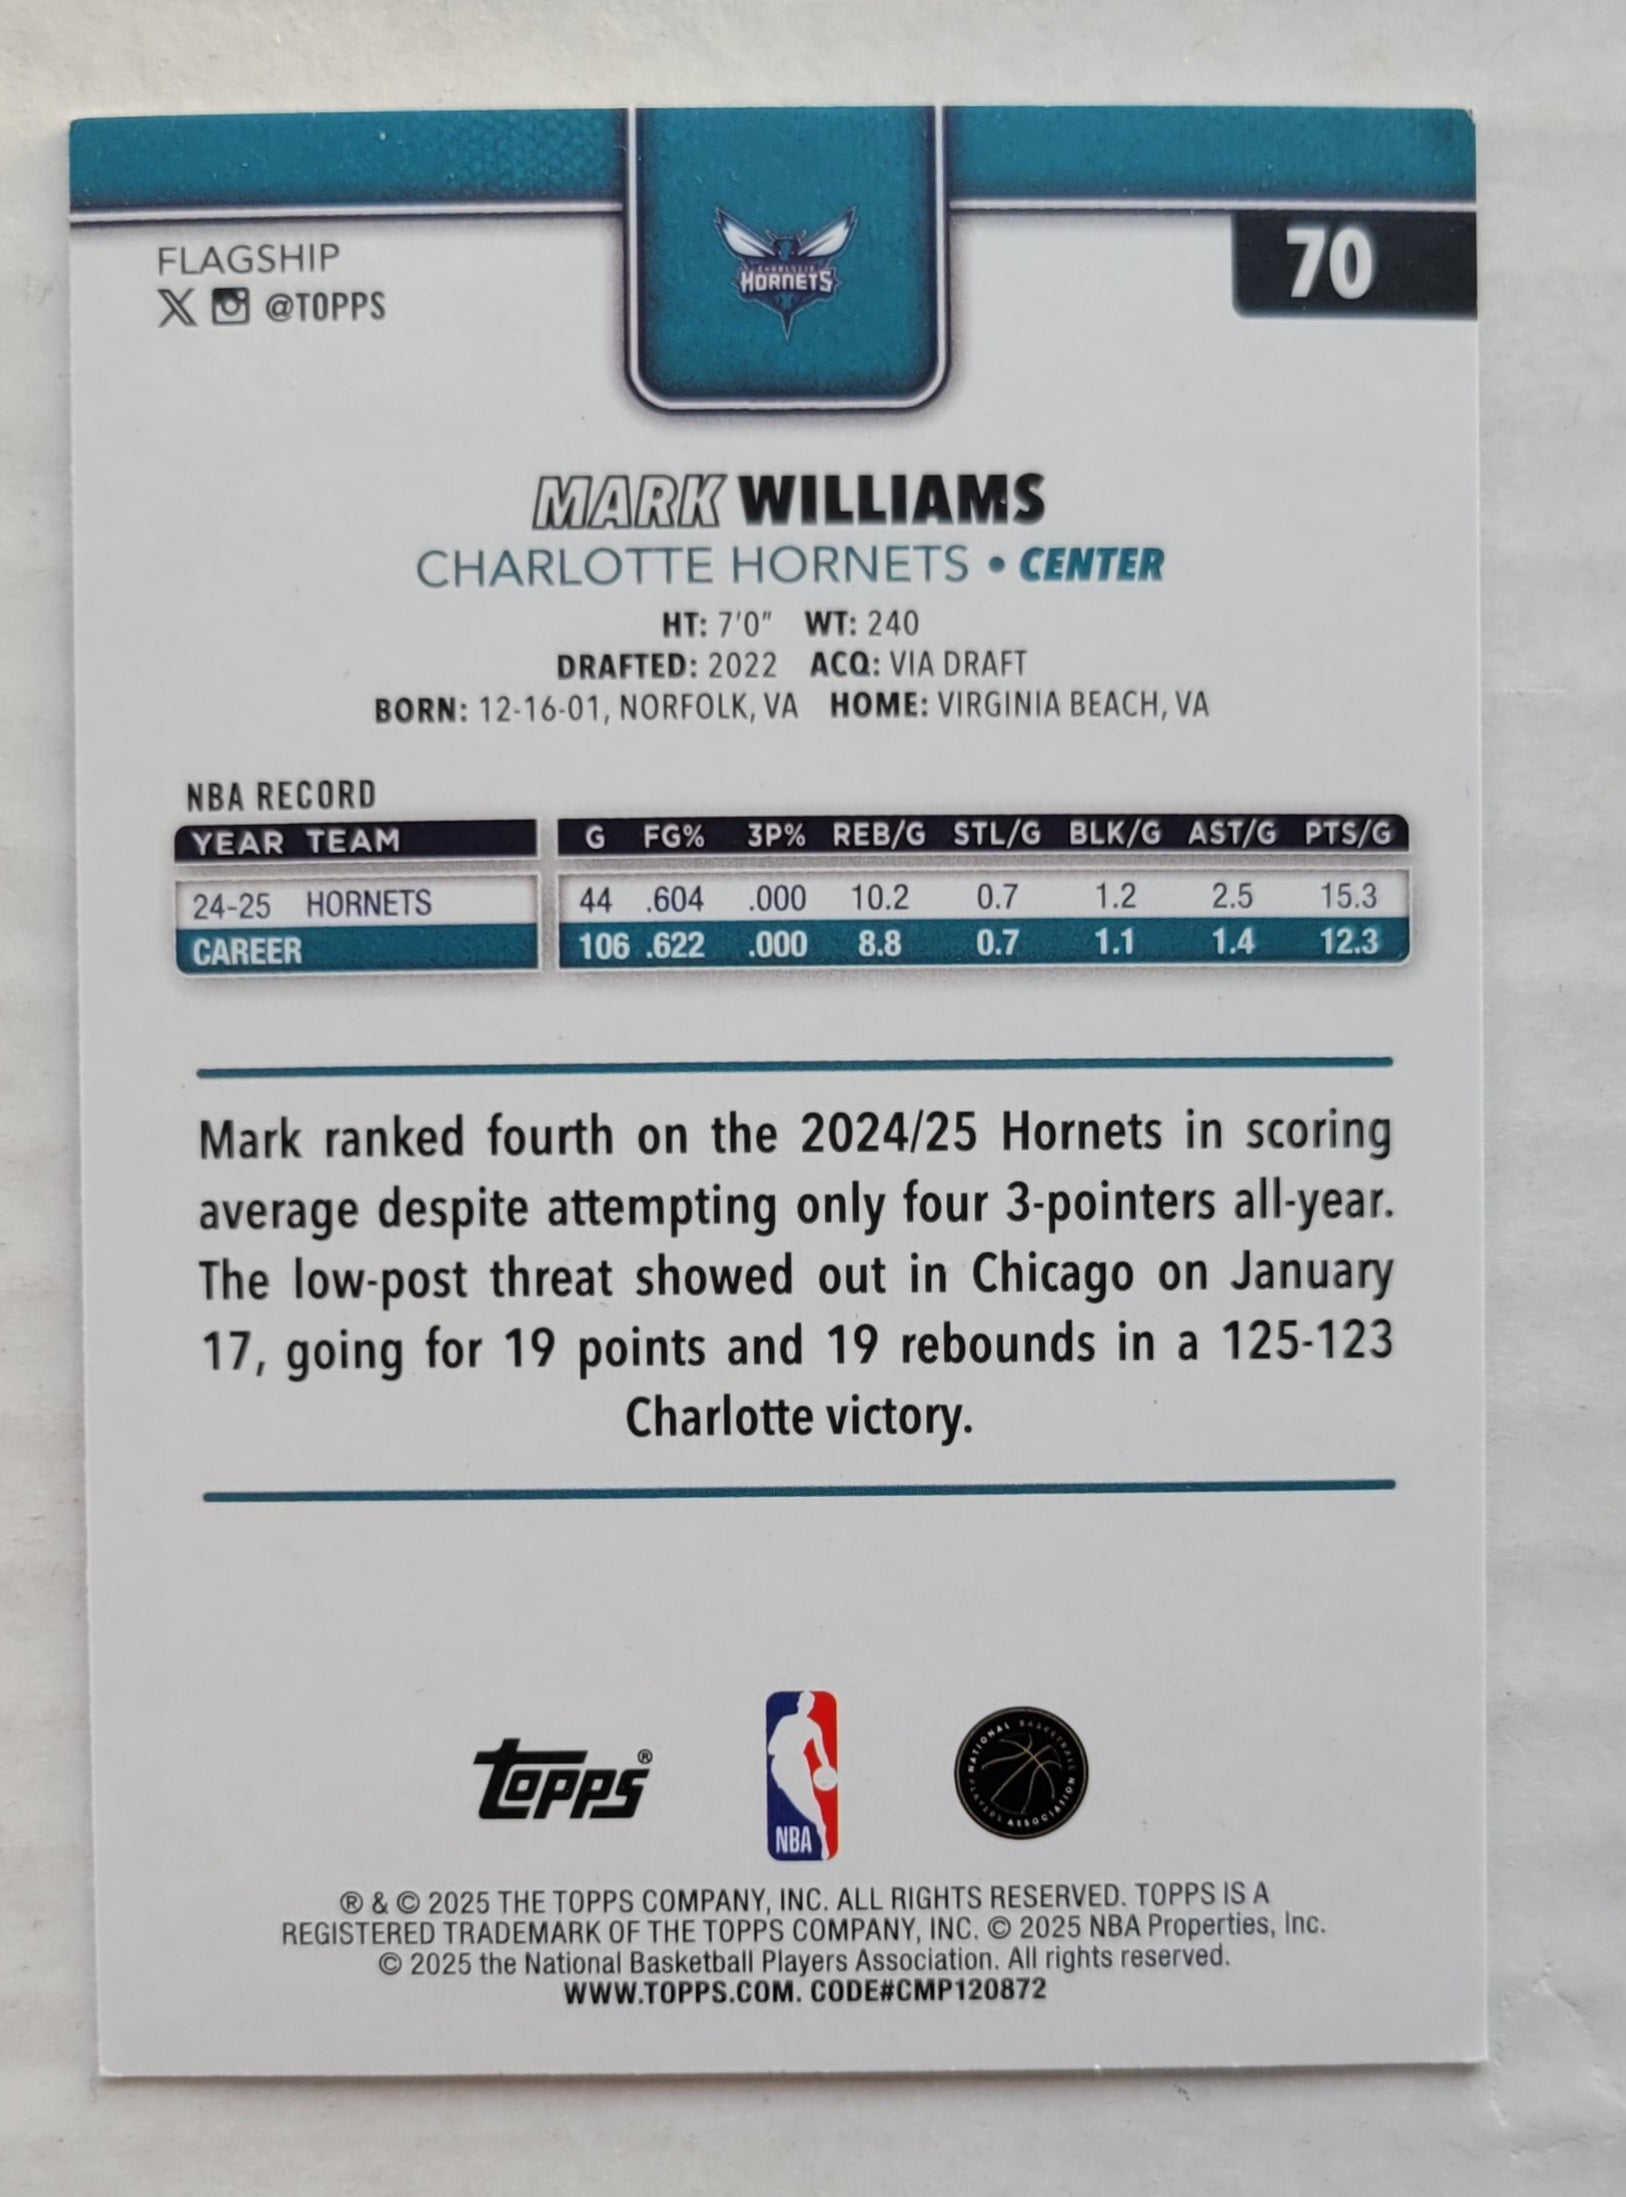 FLAGSHIP
70
@TOPPS
CHARLOTTE
HORNETS
MARK WILLIAMS
CHARLOTTE HORNETS • CENTER
HT: 7'0" WT: 240
DRAFTED: 2022 ACQ: VIA DRAFT
BORN: 12-16-01, NORFOLK, VA HOME: VIRGINIA BEACH, VA
NBA RECORD
YEAR TEAM G FG% 3P% REB/G STL/G BLK/G AST/G PTS/G
24-25 HORNETS 44 .604 .000 10.2 0.7 1.2 2.5 15.3
CAREER 106 .622 .000 8.8 0.7 1.1 1.4 12.3
Mark ranked fourth on the 2024/25 Hornets in scoring
average despite attempting only four 3-pointers all-year.
The low-post threat showed out in Chicago on January
17, going for 19 points and 19 rebounds in a 125-123
Charlotte victory.
Topps®
NBA
NATIONAL BASKETBALL PLAYERS ASSOCIATION
® & © 2025 THE TOPPS COMPANY, INC. ALL RIGHTS RESERVED. TOPPS IS A
REGISTERED TRADEMARK OF THE TOPPS COMPANY, INC. © 2025 NBA Properties, Inc.
© 2025 the National Basketball Players Association. All rights reserved.
WWW.TOPPS.COM. CODE#CMP120872